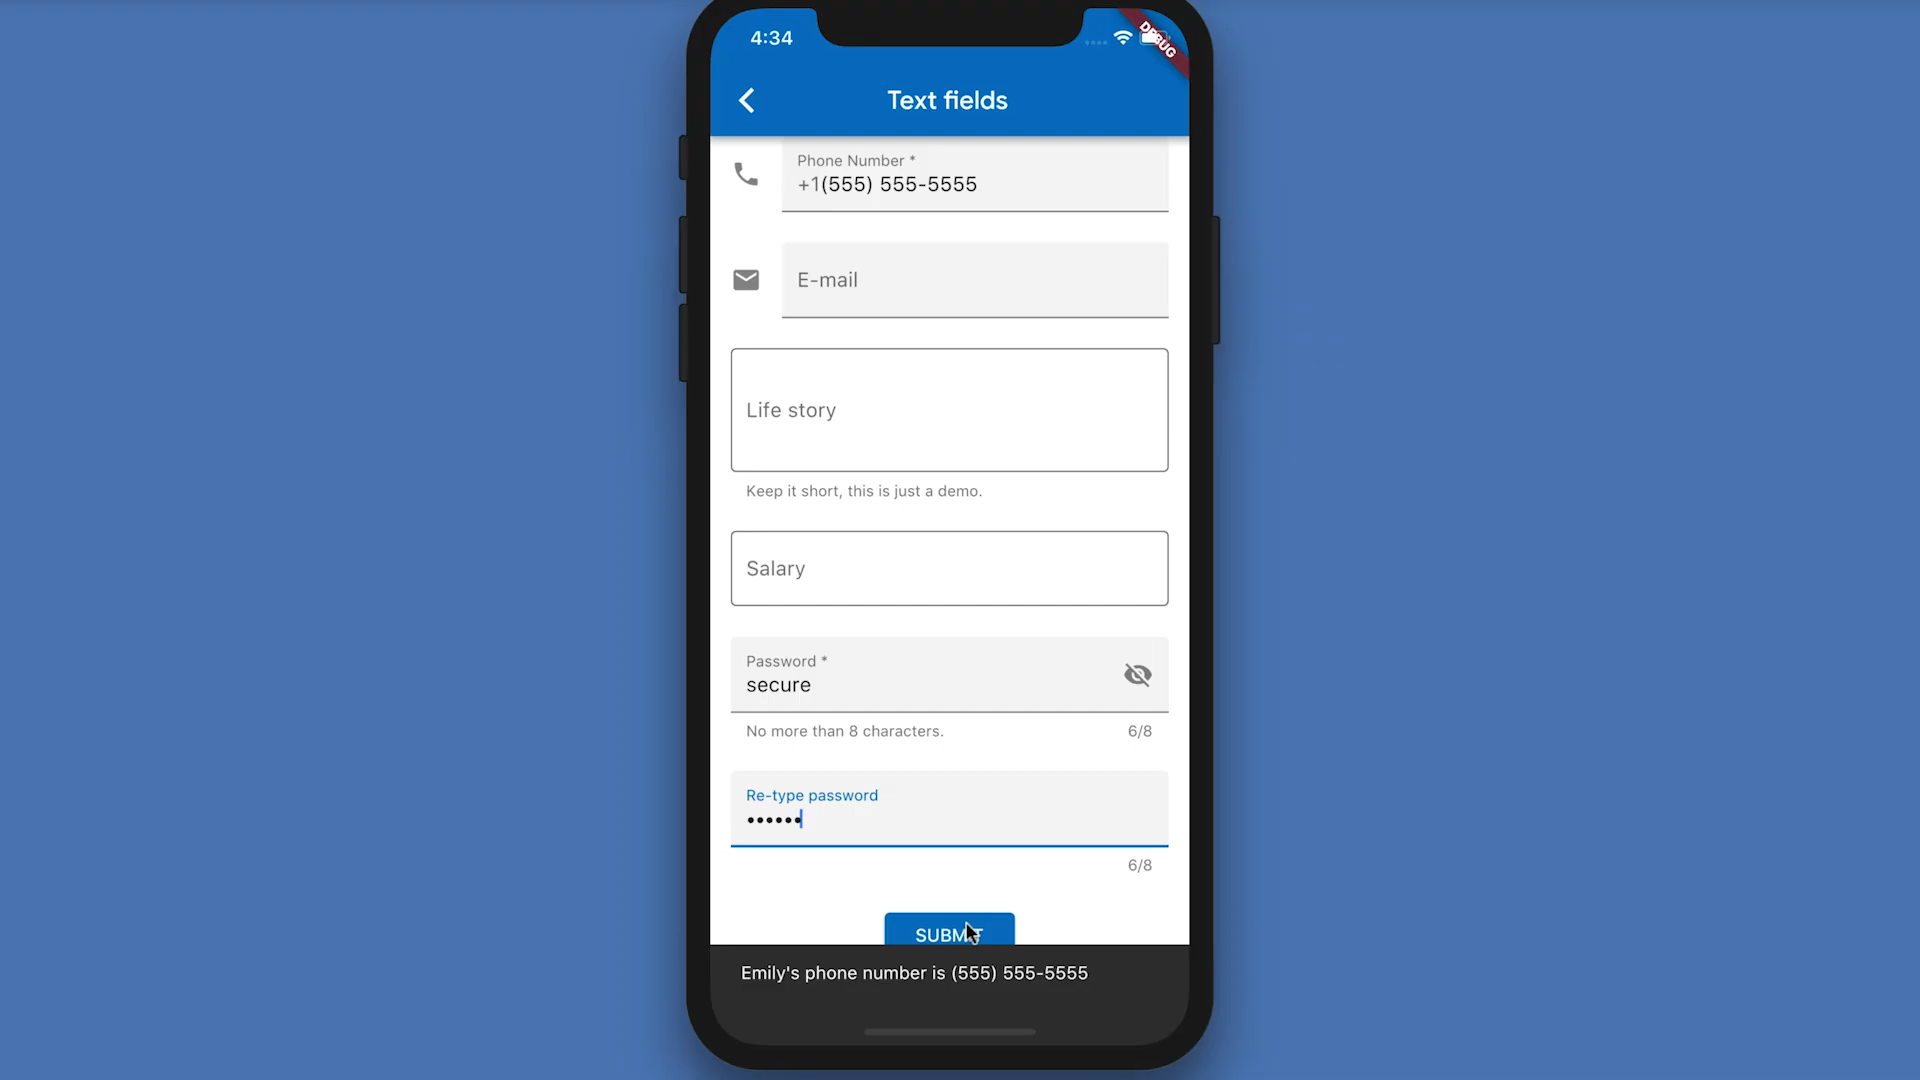 4:34
DEBUG
Text fields
Phone Number *
+1(555) 555-5555
E-mail
Life story
Keep it short, this is just a demo.
Salary
Password *
secure
No more than 8 characters.
6/8
Re-type password
••••••
6/8
SUBMIT
Emily's phone number is (555) 555-5555